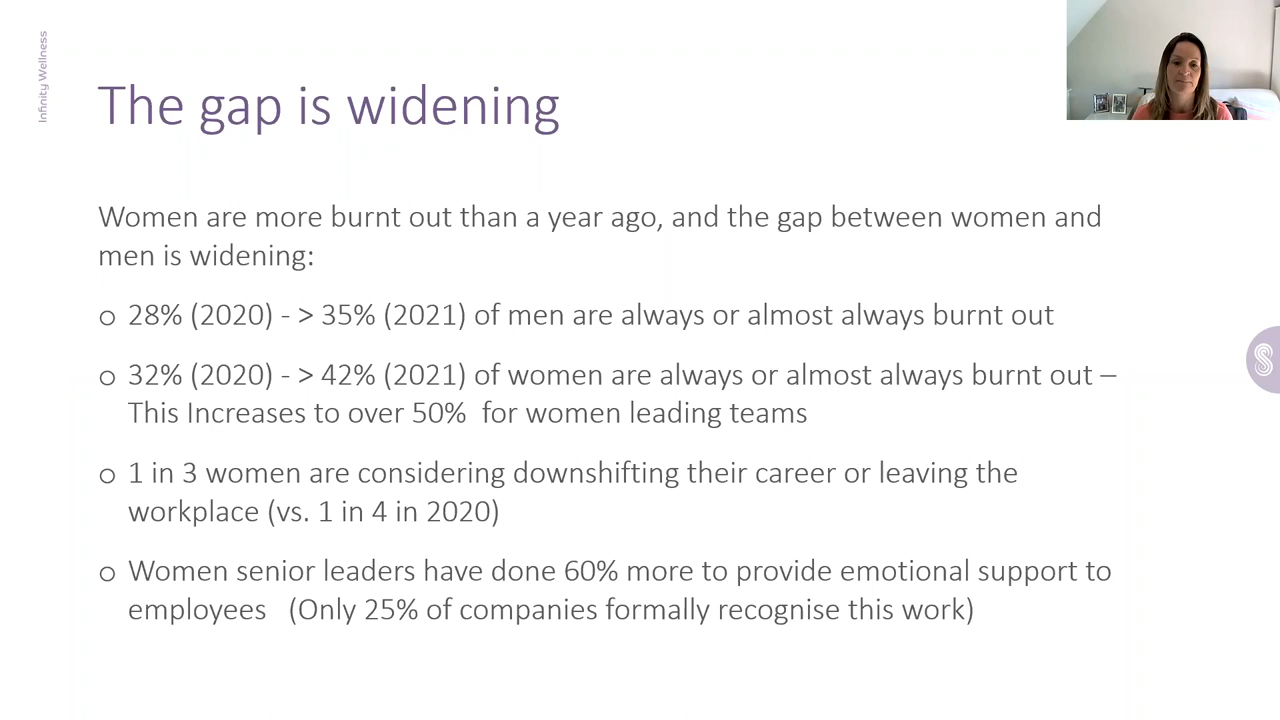 Infinity Wellness
The gap is widening
Women are more burnt out than a year ago, and the gap between women and
men is widening:
o 28% (2020) - > 35% (2021) of men are always or almost always burnt out
o 32% (2020) - > 42% (2021) of women are always or almost always burnt out –
This Increases to over 50%  for women leading teams
o 1 in 3 women are considering downshifting their career or leaving the
workplace (vs. 1 in 4 in 2020)
o Women senior leaders have done 60% more to provide emotional support to
employees   (Only 25% of companies formally recognise this work)